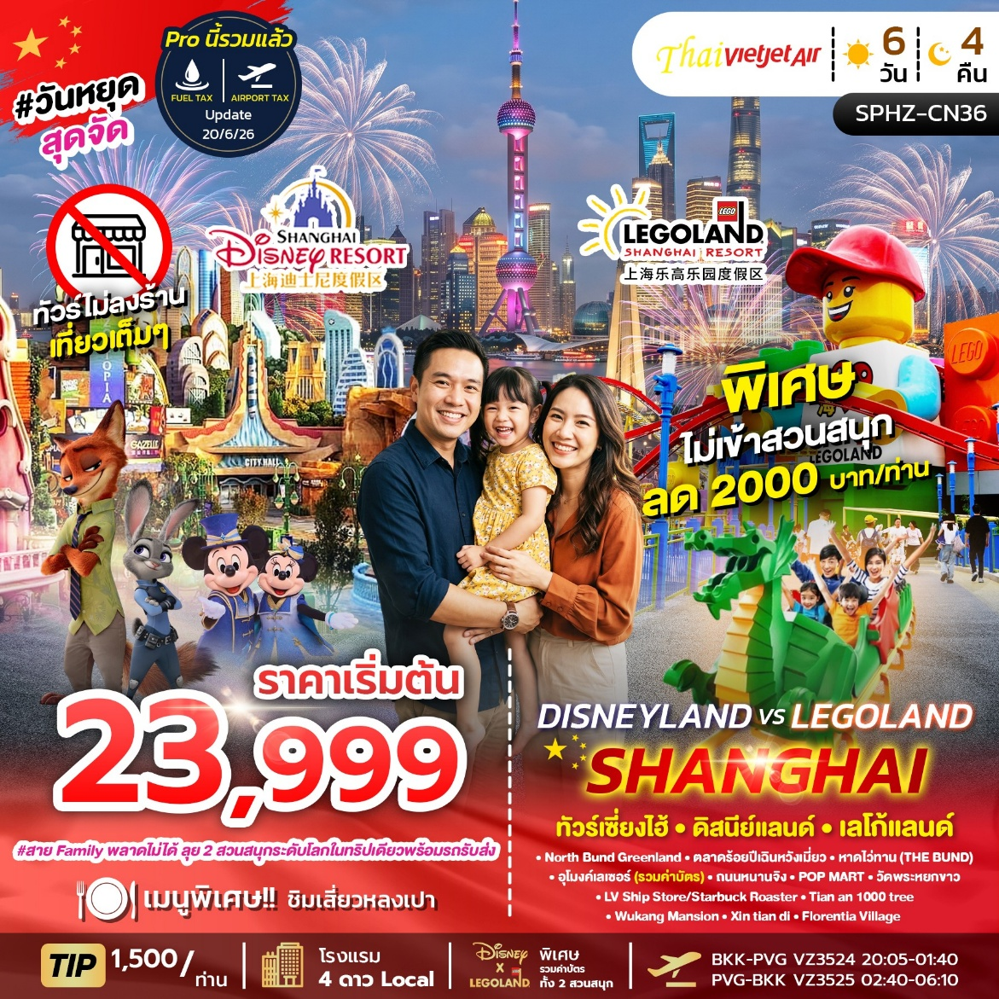 Pro นี้รวมแล้ว
FUEL TAX
AIRPORT TAX
Update
20/6/26
#วันหยุด
สุดจัด
Thai vietjet Air
6
วัน
4
คืน
SPHZ-CN36
SHANGHAI
DISNEY RESORT
上海迪士尼度假区
LEGO
LEGOLAND
SHANGHAI RESORT
上海乐高乐园度假区
ทัวร์ไม่ลงร้าน
เที่ยวเต็มๆ
OPIA
GAZELLE
CITY HALL
LEGO
พิเศษ
ไม่เข้าสวนสนุก
LEGOLAND
ลด 2000 บาท/ท่าน
ราคาเริ่มต้น
23,999
#สาย Family พลาดไม่ได้ ลุย 2 สวนสนุกระดับโลกในทริปเดียวพร้อมรถรับส่ง
เมนูพิเศษ!! ชิมเสี่ยวหลงเปา
DISNEYLAND VS LEGOLAND
SHANGHAI
ทัวร์เซี่ยงไฮ้ • ดิสนีย์แลนด์ • เลโก้แลนด์
• North Bund Greenland • ตลาดร้อยปีเฉินหวังเมี่ยว • หาดไว่ทาน (THE BUND)
• อุโมงค์เลเซอร์ (รวมค่าบัตร) • ถนนหนานจิง • POP MART • วัดพระหยกขาว
• LV Ship Store/Starbuck Roaster • Tian an 1000 tree
• Wukang Mansion • Xin tian di • Florentia Village
TIP
1,500/
ท่าน
โรงแรม
4 ดาว Local
DISNEY
X
LEGOLAND
พิเศษ
รวมค่าบัตร
ทั้ง 2 สวนสนุก
BKK-PVG VZ3524 20:05-01:40
PVG-BKK VZ3525 02:40-06:10